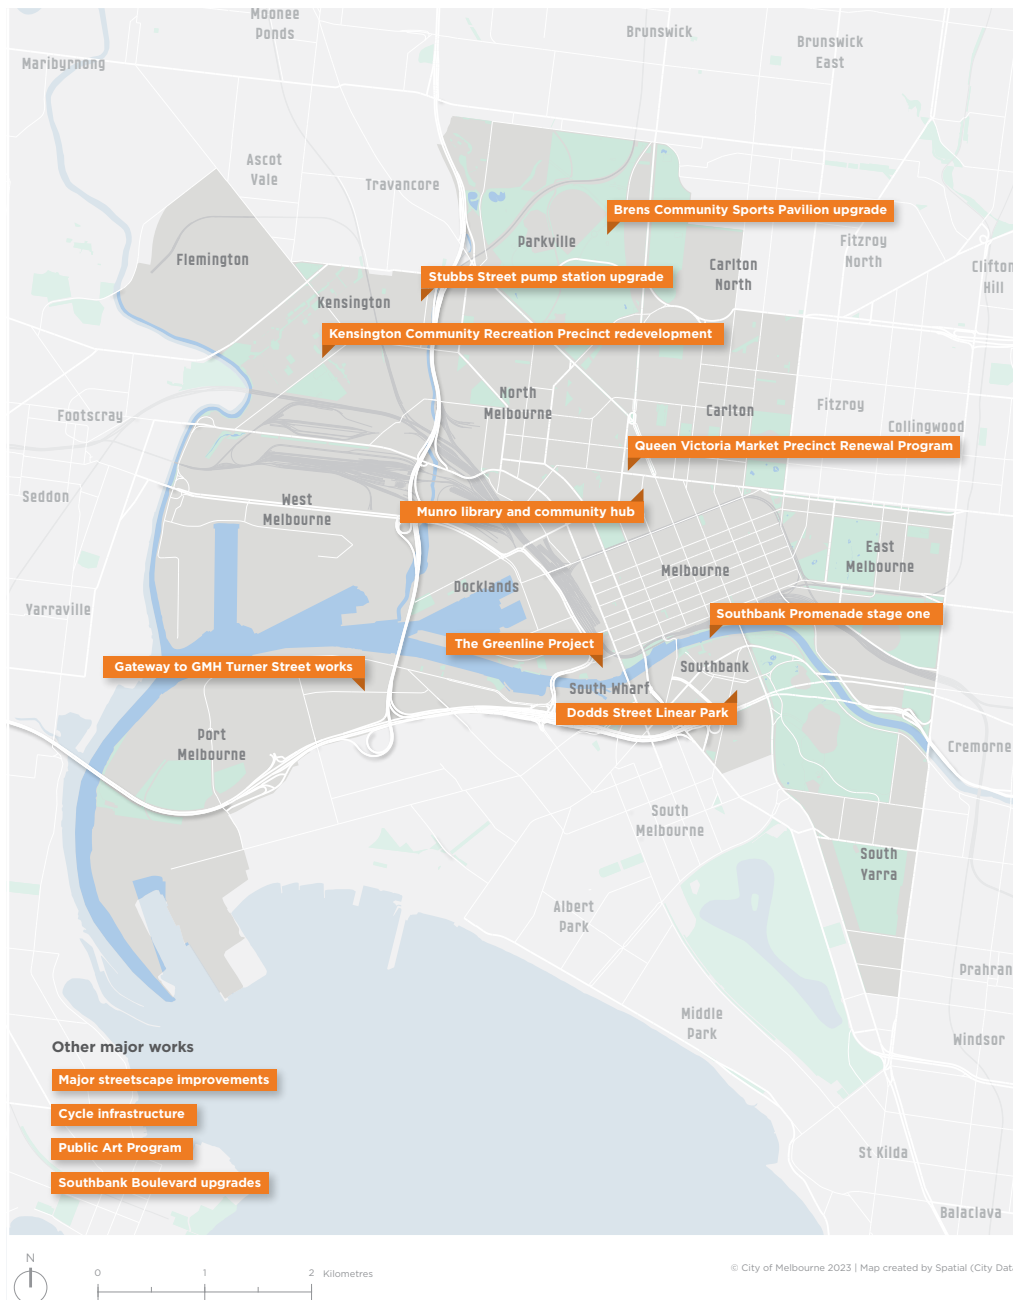 Moonee
Ponds
Brunswick
Brunswick
East
Maribyrnong
Ascot
Vale
Travancore
Brens Community Sports Pavilion upgrade
Parkville
Fitzroy
North
Flemington
Carlton
North
Clifton
Hill
Stubbs Street pump station upgrade
Kensington
Kensington Community Recreation Precinct redevelopment
North
Melbourne
Carlton
Fitzroy
Footscray
Collingwood
Queen Victoria Market Precinct Renewal Program
Seddon
West
Melbourne
Munro library and community hub
East
Melbourne
Melbourne
Docklands
Yarraville
Southbank Promenade stage one
The Greenline Project
Gateway to GMH Turner Street works
Southbank
South Wharf
Dodds Street Linear Park
Port
Melbourne
Cremorne
South
Melbourne
South
Yarra
Albert
Park
Prahran
Middle
Park
Windsor
Other major works
Major streetscape improvements
Cycle infrastructure
Public Art Program
Southbank Boulevard upgrades
St Kilda
Balaclava
N
0 1 2 Kilometres
© City of Melbourne 2023 | Map created by Spatial (City Dat